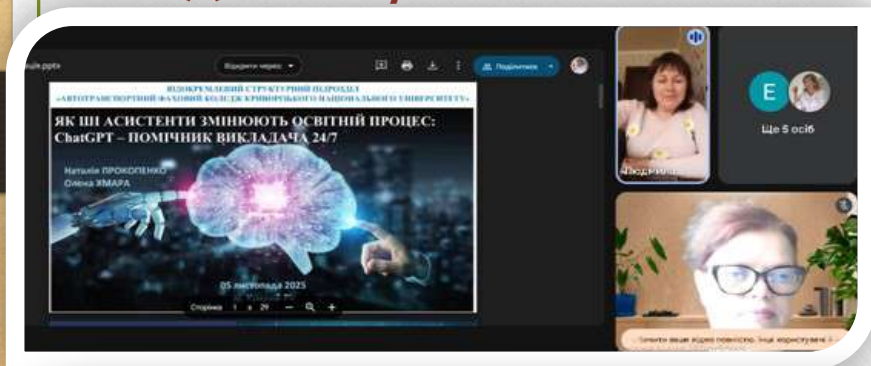 Відкрити через
Поділитися
ВІДОКРЕМЛЕНИЙ СТРУКТУРНИЙ ПІДРОЗДІЛ
«АВТОТРАНСПОРТНИЙ ФАХОВИЙ КОЛЕДЖ КРИВОРІЗЬКОГО НАЦІОНАЛЬНОГО УНІВЕРСИТЕТУ»
ЯК ШІ АСИСТЕНТИ ЗМІНЮЮТЬ ОСВІТНІЙ ПРОЦЕС:
ChatGPT – ПОМІЧНИК ВИКЛАДАЧА 24/7
Наталія ПРОКОПЕНКО
Олена ХМАРА
05 листопада 2025
Сторінка 1 з 29
E
Ще 5 осіб